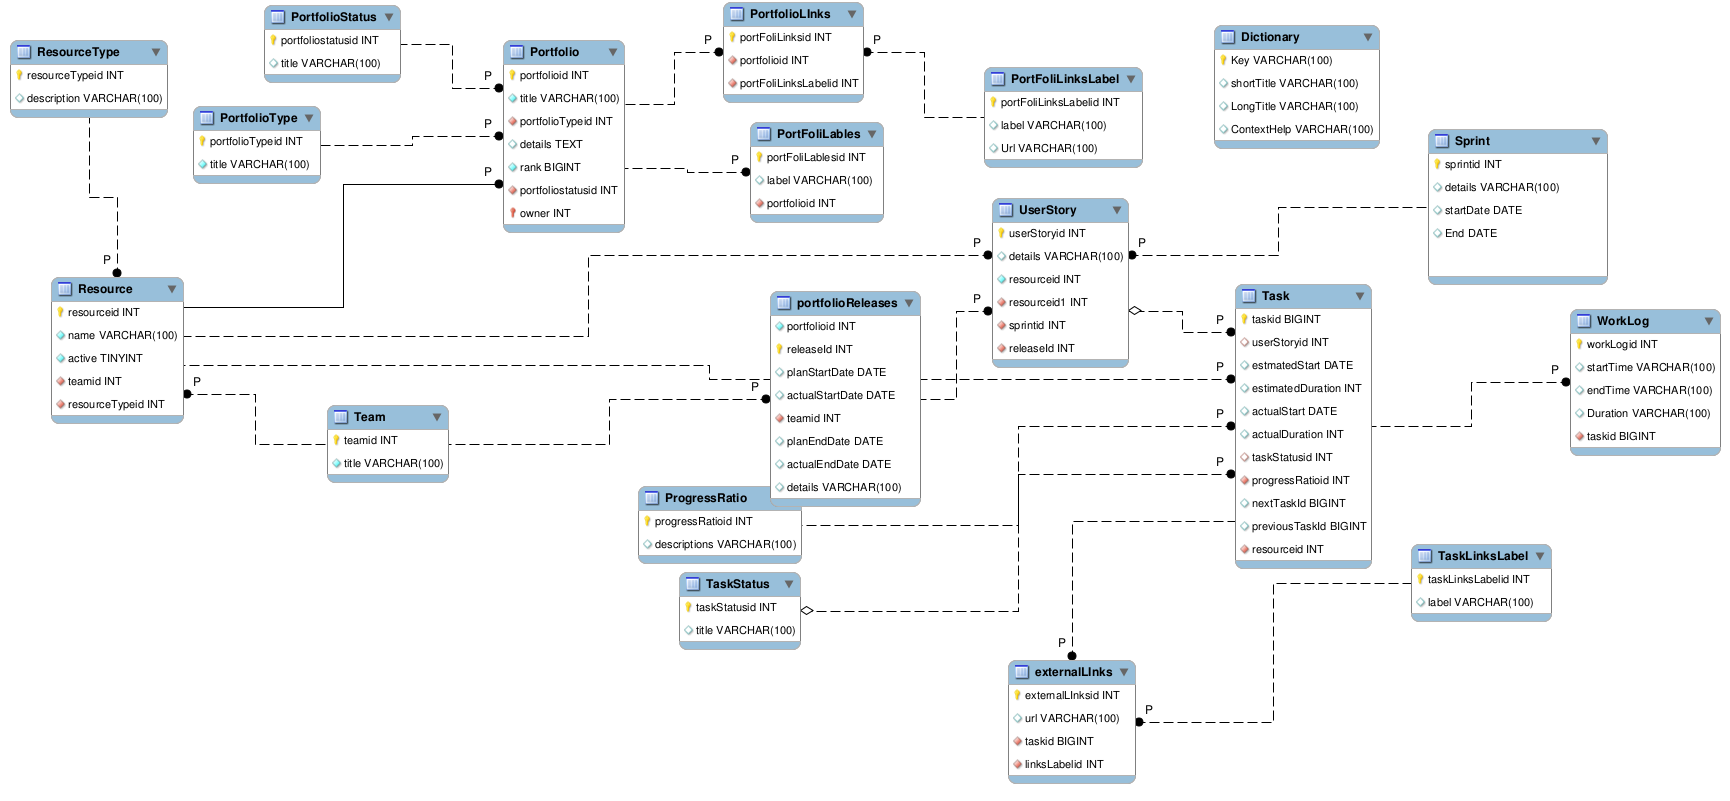 ResourceType
resourceTypeid INT
description VARCHAR(100)
PortfolioStatus
portfoliostatusid INT
title VARCHAR(100)
PortfolioType
portfolioTypeid INT
title VARCHAR(100)
P
P
P
Portfolio
portfolioid INT
title VARCHAR(100)
portfolioTypeid INT
details TEXT
rank BIGINT
portfoliostatusid INT
owner INT
P
PortfolioLInks
portFoliLinksid INT
portfolioid INT
portFoliLinksLabelid INT
P
PortFoliLinksLabel
portFoliLinksLabelid INT
label VARCHAR(100)
Url VARCHAR(100)
P
PortFoliLables
portFoliLablesid INT
label VARCHAR(100)
portfolioid INT
Dictionary
Key VARCHAR(100)
shortTitle VARCHAR(100)
LongTitle VARCHAR(100)
ContextHelp VARCHAR(100)
Sprint
sprintid INT
details VARCHAR(100)
startDate DATE
End DATE
P
P
UserStory
userStoryid INT
details VARCHAR(100)
resourceid INT
resourceid1 INT
sprintid INT
releaseId INT
P
P
Resource
resourceid INT
name VARCHAR(100)
active TINYINT
teamid INT
resourceTypeid INT
P
Team
teamid INT
title VARCHAR(100)
P
portfolioReleases
portfolioid INT
releaseId INT
planStartDate DATE
actualStartDate DATE
teamid INT
planEndDate DATE
actualEndDate DATE
details VARCHAR(100)
ProgressRatio
progressRatioid INT
descriptions VARCHAR(100)
TaskStatus
taskStatusid INT
title VARCHAR(100)
P
P
P
P
Task
taskid BIGINT
userStoryid INT
estmatedStart DATE
estimatedDuration INT
actualStart DATE
actualDuration INT
taskStatusid INT
progressRatioid INT
nextTaskId BIGINT
previousTaskId BIGINT
resourceid INT
P
WorkLog
workLogid INT
startTime VARCHAR(100)
endTime VARCHAR(100)
Duration VARCHAR(100)
taskid BIGINT
TaskLinksLabel
taskLinksLabelid INT
label VARCHAR(100)
P
externalLInks
externalLInksid INT
url VARCHAR(100)
taskid BIGINT
linksLabelid INT
P